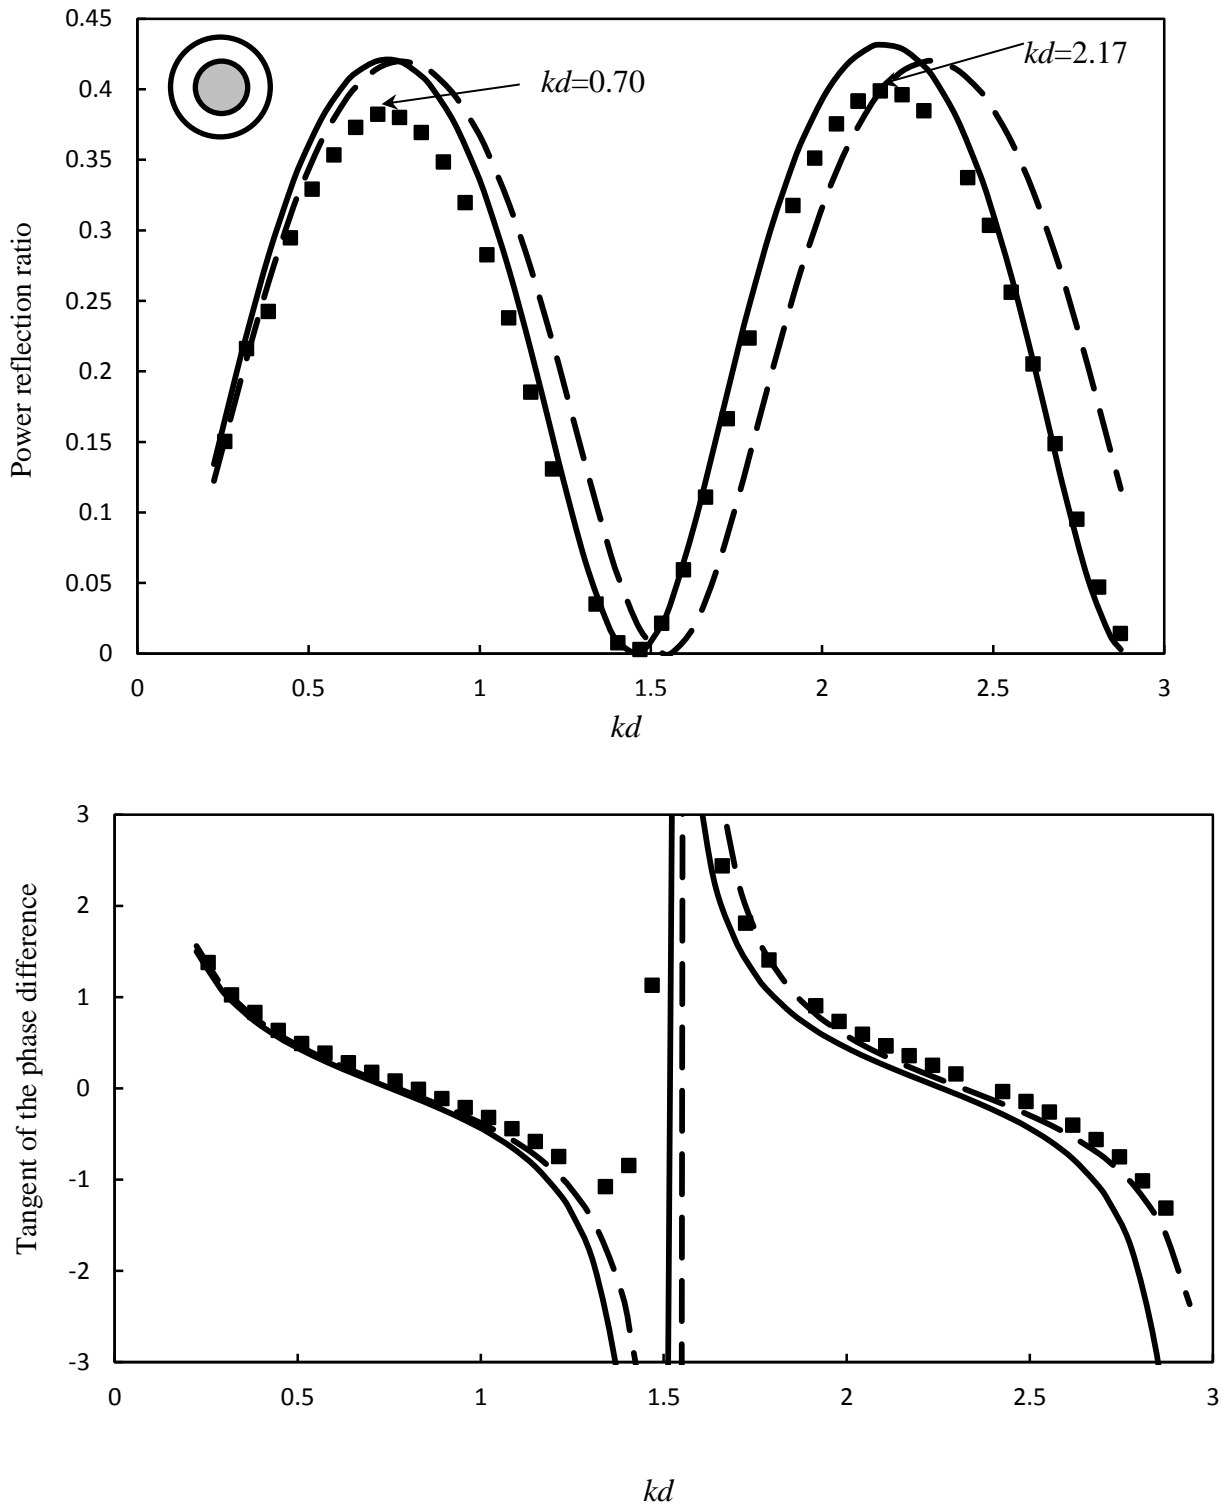 0.45
0.4
0.35
0.3
0.25
0.2
0.15
0.1
0.05
0
Power reflection ratio
kd=0.70
kd=2.17
0 0.5 1 1.5 2 2.5 3
kd
3
2
1
0
-1
-2
-3
Tangent of the phase difference
0 0.5 1 1.5 2 2.5 3
kd